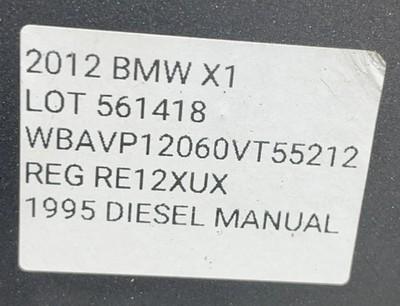 2012 BMW X1
LOT 561418
WBAVP12060VT55212
REG RE12XUX
1995 DIESEL MANUAL